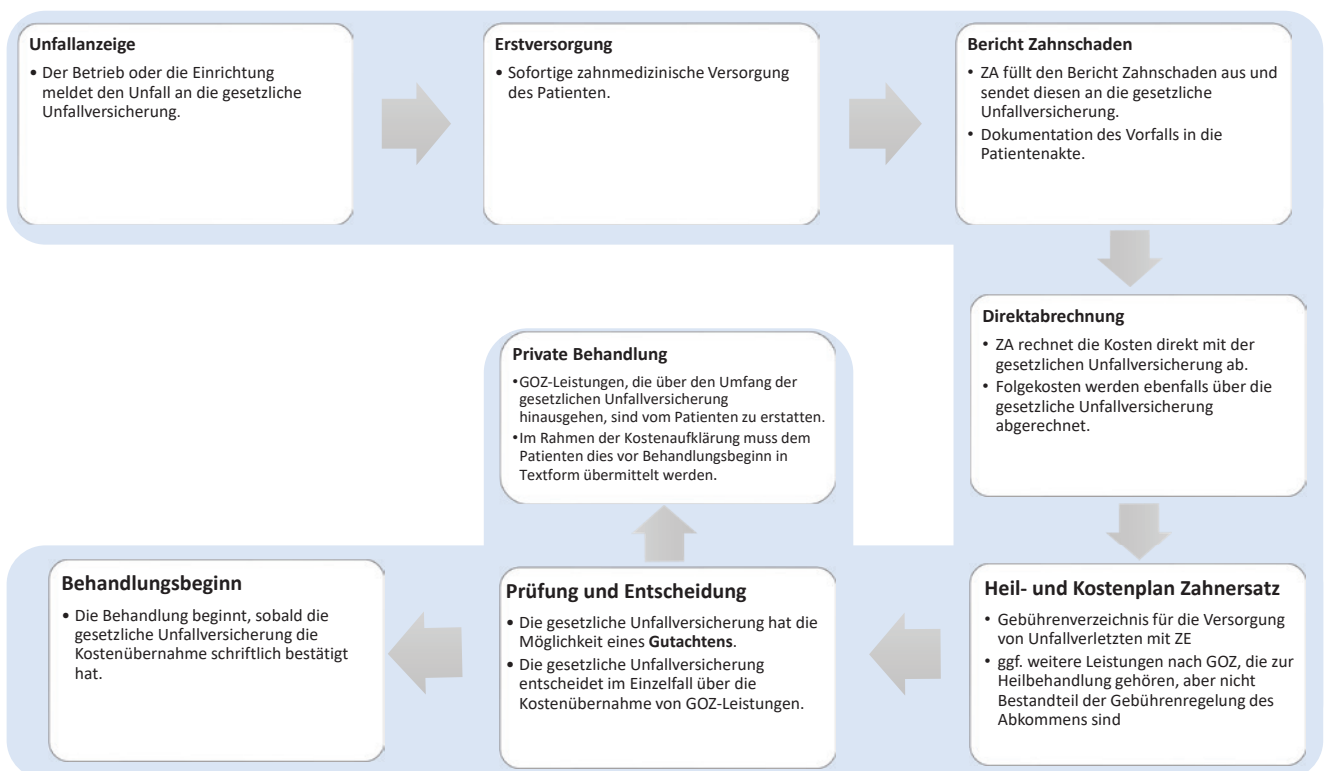 Unfallanzeige
• Der Betrieb oder die Einrichtung
meldet den Unfall an die gesetzliche
Unfallversicherung.
Erstversorgung
• Sofortige zahnmedizinische Versorgung
des Patienten.
Bericht Zahnschaden
• ZA füllt den Bericht Zahnschaden aus und
sendet diesen an die gesetzliche
Unfallversicherung.
• Dokumentation des Vorfalls in die
Patientenakte.
Direktabrechnung
• ZA rechnet die Kosten direkt mit der
gesetzlichen Unfallversicherung ab.
• Folgekosten werden ebenfalls über die
gesetzliche Unfallversicherung
abgerechnet.
Heil- und Kostenplan Zahnersatz
• Gebührenverzeichnis für die Versorgung
von Unfallverletzten mit ZE
• ggf. weitere Leistungen nach GOZ, die zur
Heilbehandlung gehören, aber nicht
Bestandteil der Gebührenregelung des
Abkommens sind
Prüfung und Entscheidung
• Die gesetzliche Unfallversicherung hat die
Möglichkeit eines Gutachtens.
• Die gesetzliche Unfallversicherung
entscheidet im Einzelfall über die
Kostenübernahme von GOZ-Leistungen.
Private Behandlung
•GOZ-Leistungen, die über den Umfang der
gesetzlichen Unfallversicherung
hinausgehen, sind vom Patienten zu erstatten.
•Im Rahmen der Kostenaufklärung muss dem
Patienten dies vor Behandlungsbeginn in
Textform übermittelt werden.
Behandlungsbeginn
• Die Behandlung beginnt, sobald die
gesetzliche Unfallversicherung die
Kostenübernahme schriftlich bestätigt
hat.